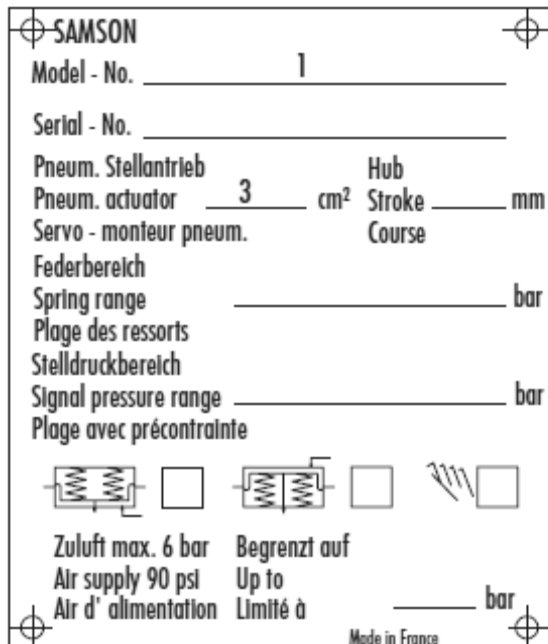 SAMSON
Model - No. 1
Serial - No.
Pneum. Stellantrieb Hub
Pneum. actuator 3 cm² Stroke mm
Servo - monteur pneum. Course
Federbereich
Spring range bar
Plage des ressorts
Stelldruckbereich
Signal pressure range bar
Plage avec précontrainte
Zuluft max. 6 bar Begrenzt auf
Air supply 90 psi Up to
Air d' alimentation Limité à bar
Made in France